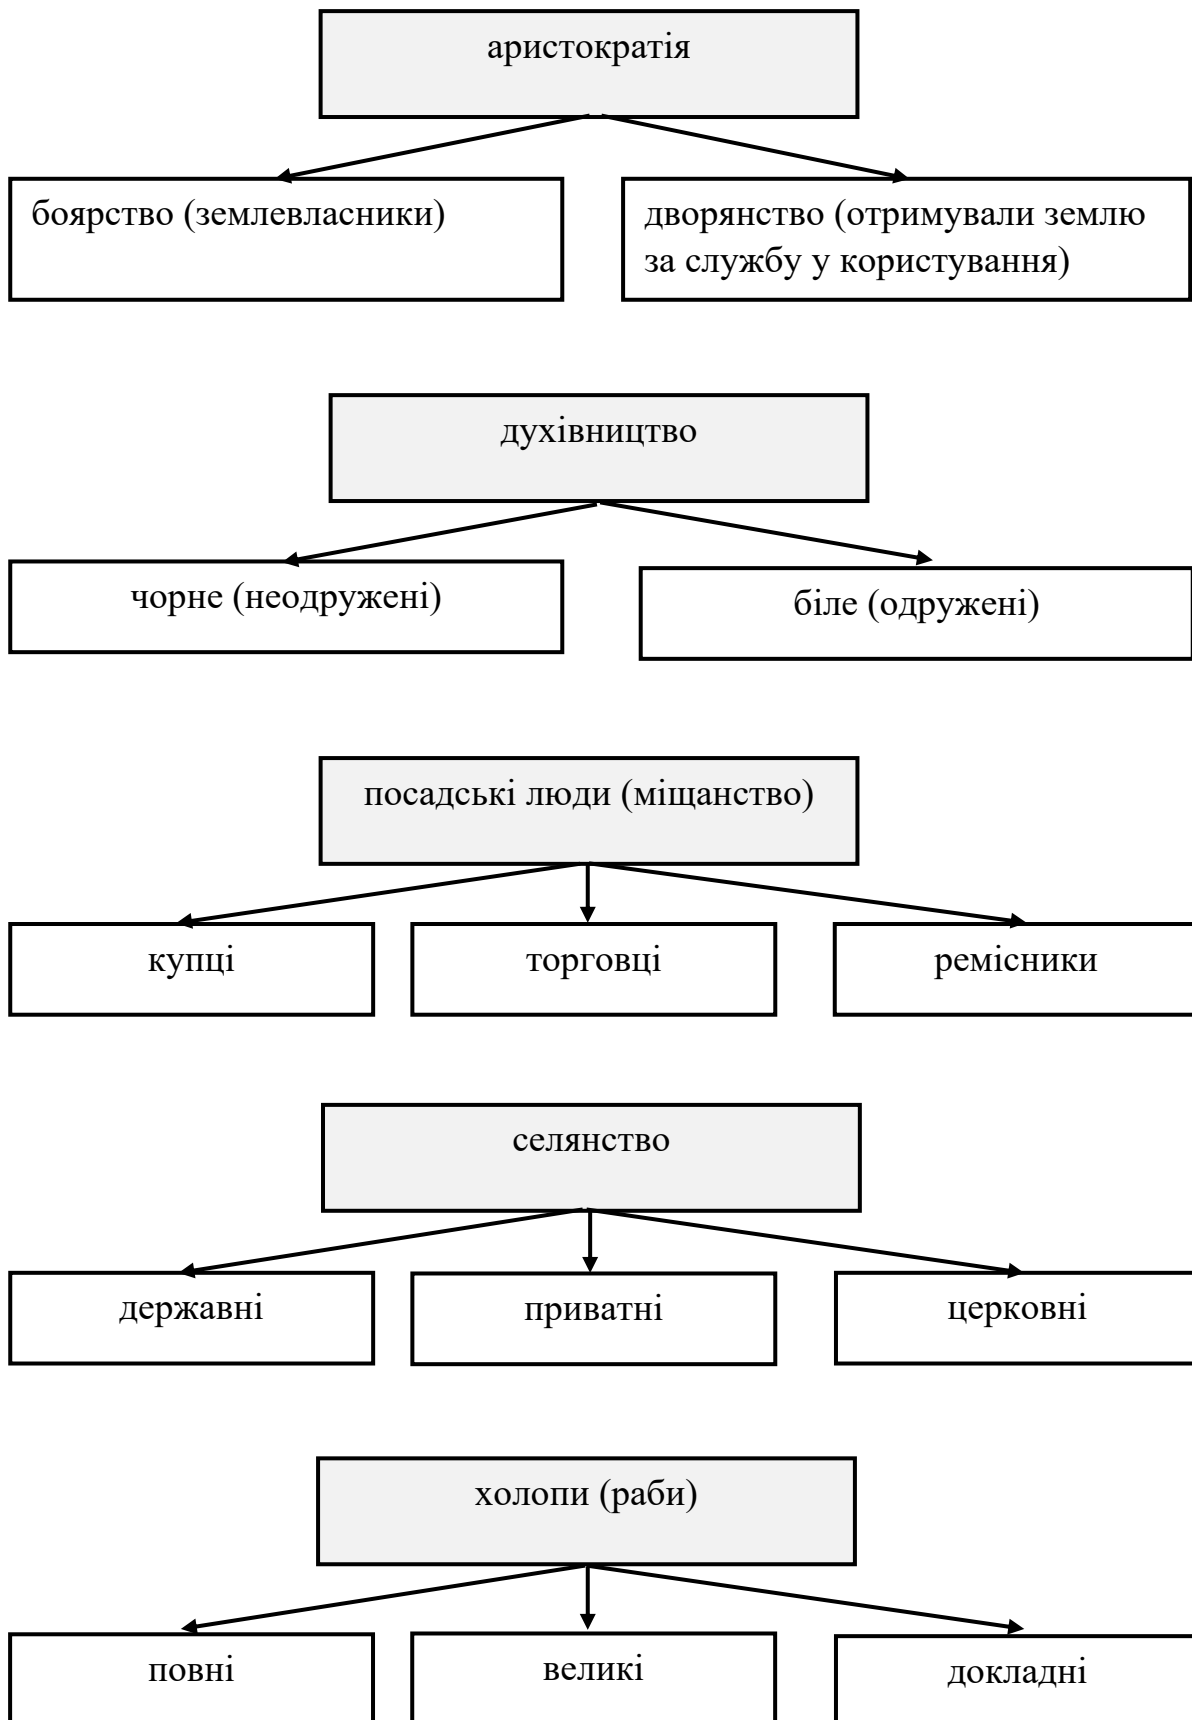 аристократія
боярство (землевласники)
дворянство (отримували землю
за службу у користування)
духівництво
чорне (неодружені)
біле (одружені)
посадські люди (міщанство)
купці
торговці
ремісники
селянство
державні
приватні
церковні
холопи (раби)
повні
великі
докладні